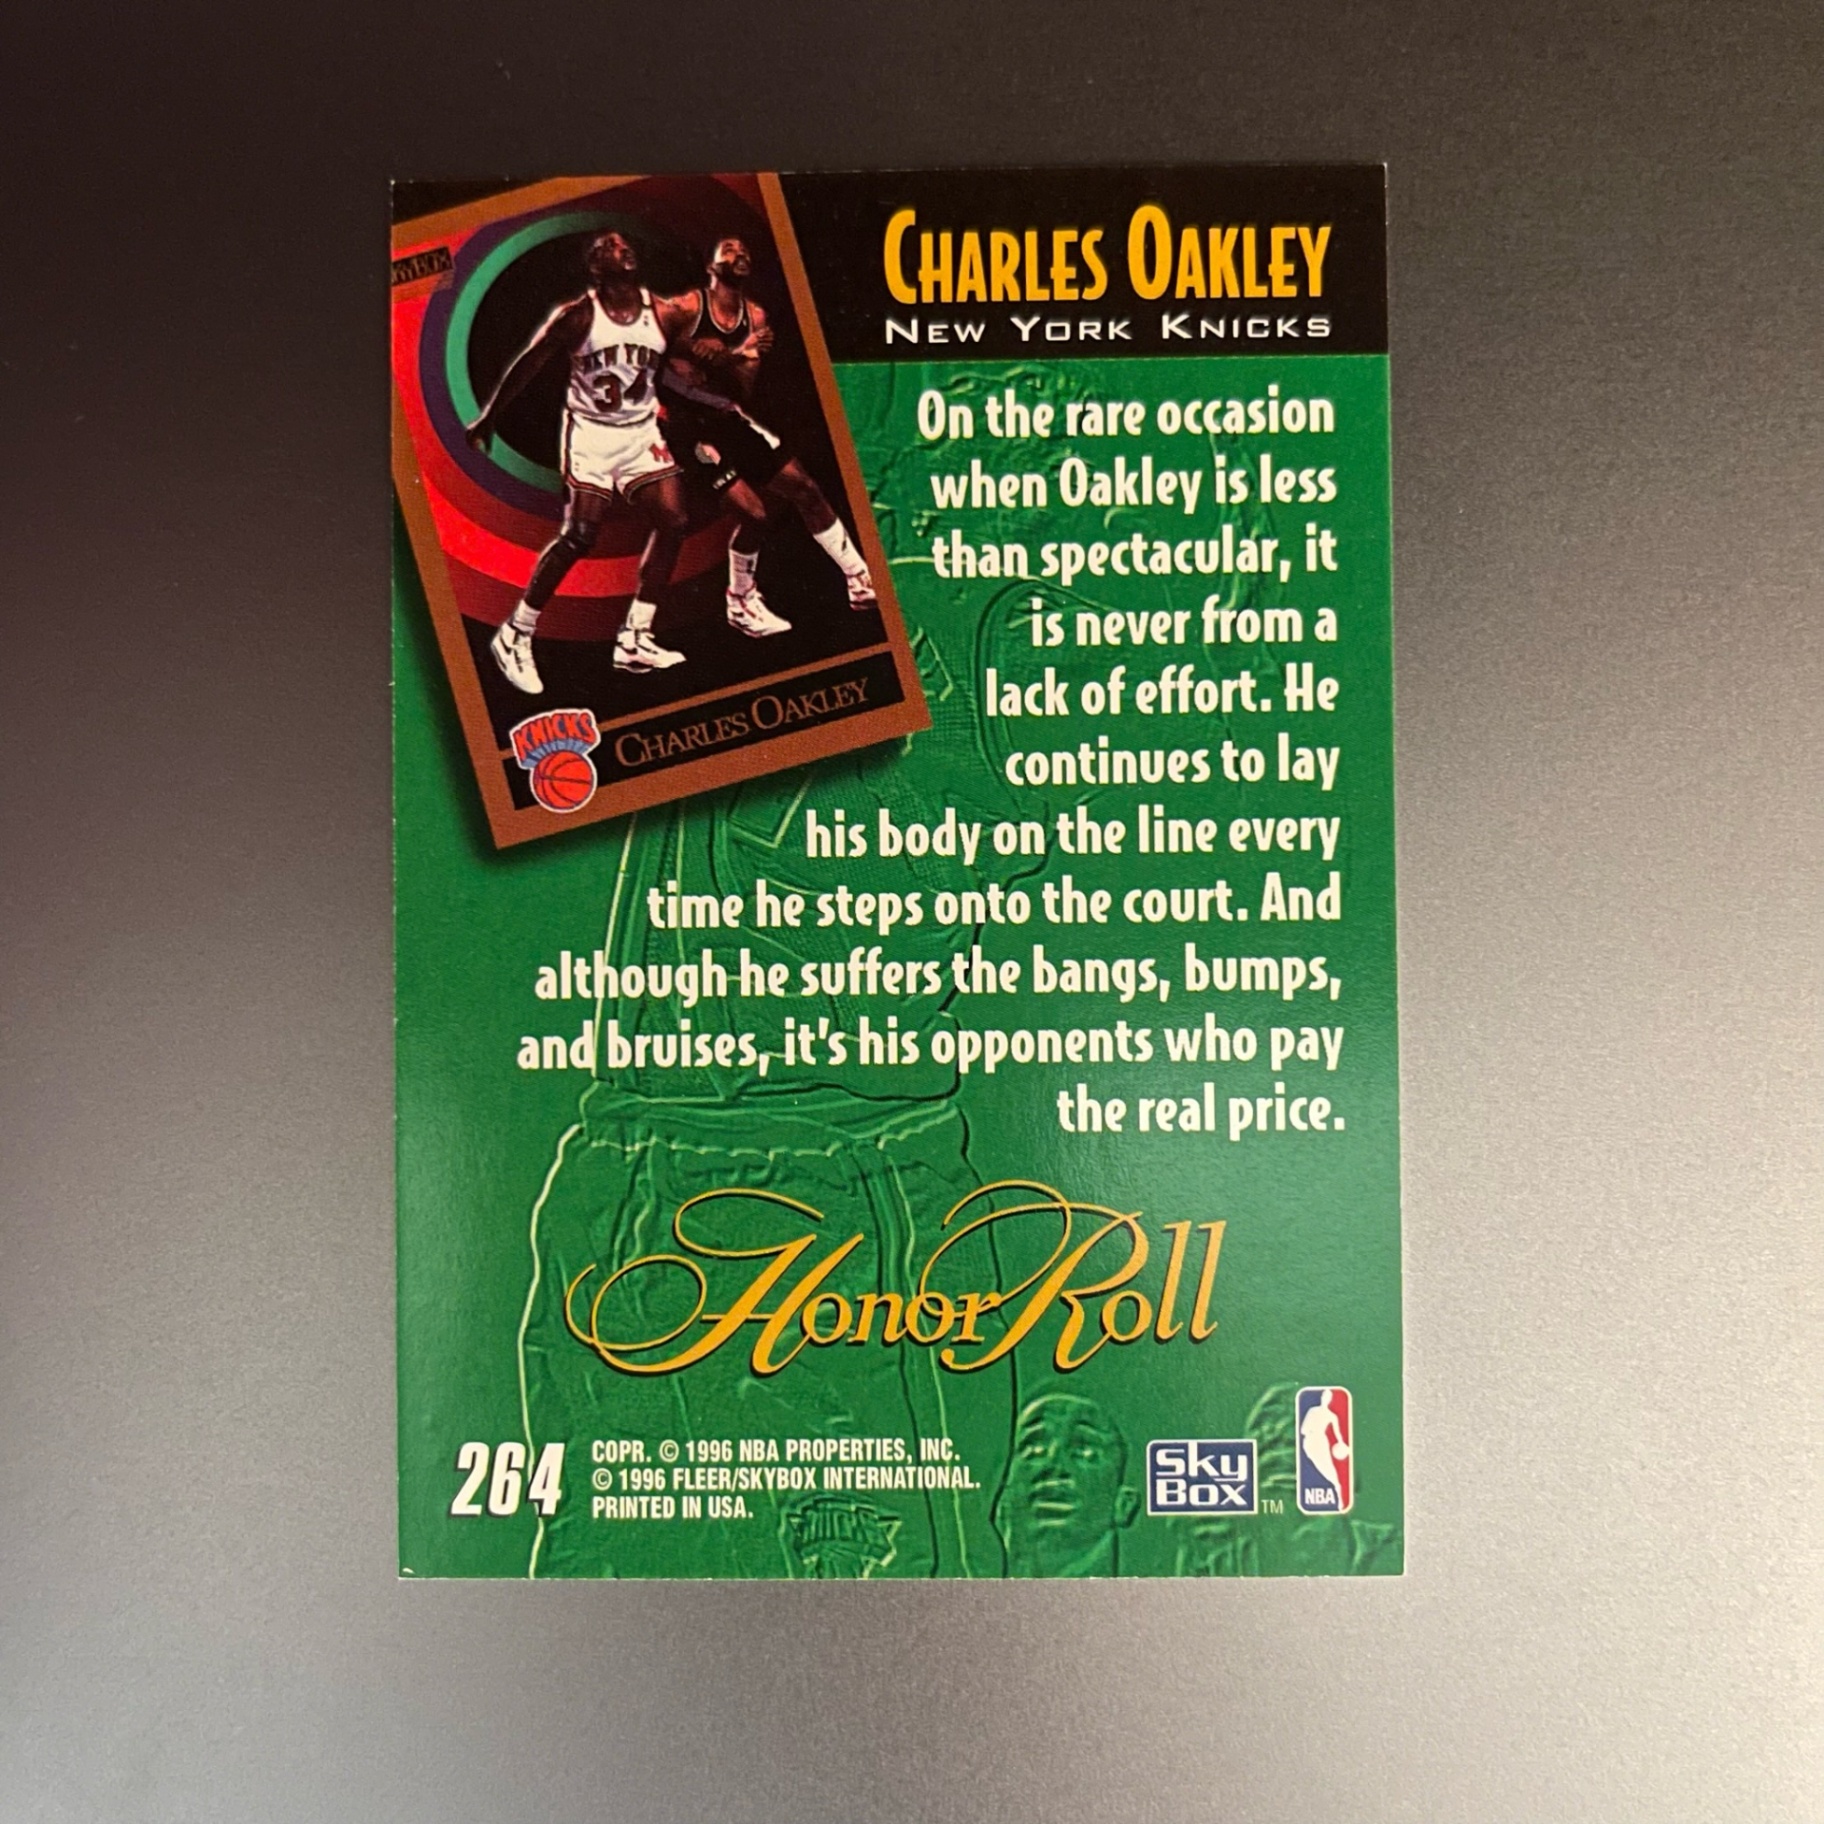 CHARLES OAKLEY
NEW YORK KNICKS
NEW YOR
34
KNICKS
CHARLES OAKLEY
On the rare occasion
when Oakley is less
than spectacular, it
is never from a
lack of effort. He
continues to lay
his body on the line every
time he steps onto the court. And
although he suffers the bangs, bumps,
and bruises, it's his opponents who pay
the real price.
Honor Roll
264
COPR. © 1996 NBA PROPERTIES, INC.
© 1996 FLEER/SKYBOX INTERNATIONAL.
PRINTED IN USA.
KNICKS
SkyBox™
NBA